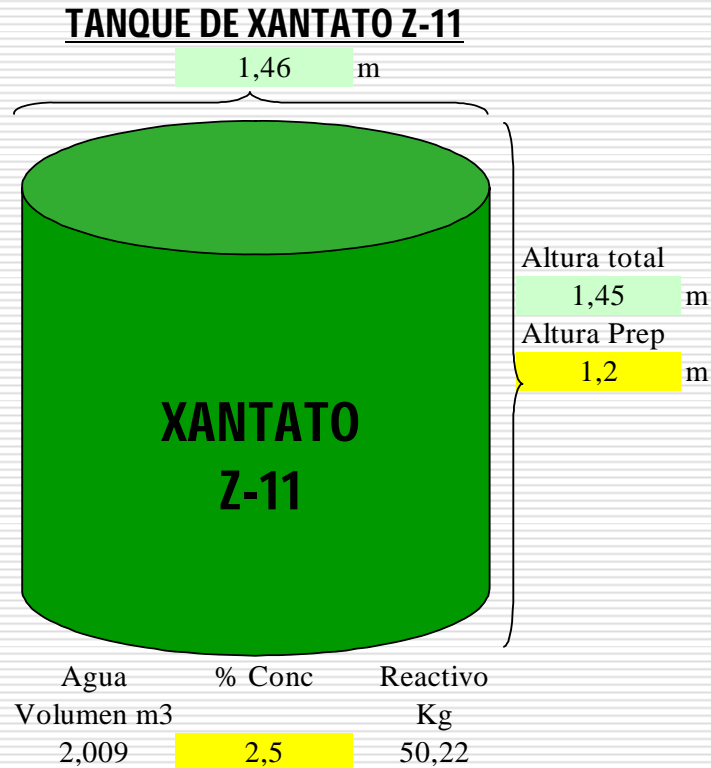 TANQUE DE XANTATO Z-11
1,46 m
Altura total
1,45 m
Altura Prep
1,2 m
XANTATO
Z-11
Agua % Conc Reactivo
Volumen m3 Kg
2,009 2,5 50,22